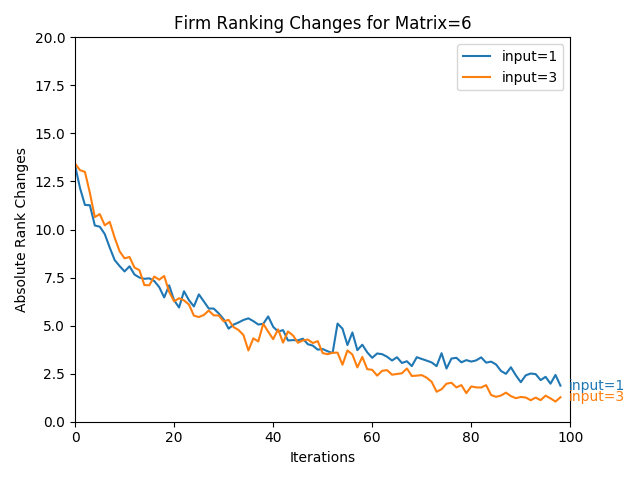 Firm Ranking Changes for Matrix=6
20.0
17.5
15.0
12.5
10.0
7.5
5.0
2.5
0.0
Absolute Rank Changes
input=1
input=3
input=1
input=3
0 20 40 60 80 100
Iterations